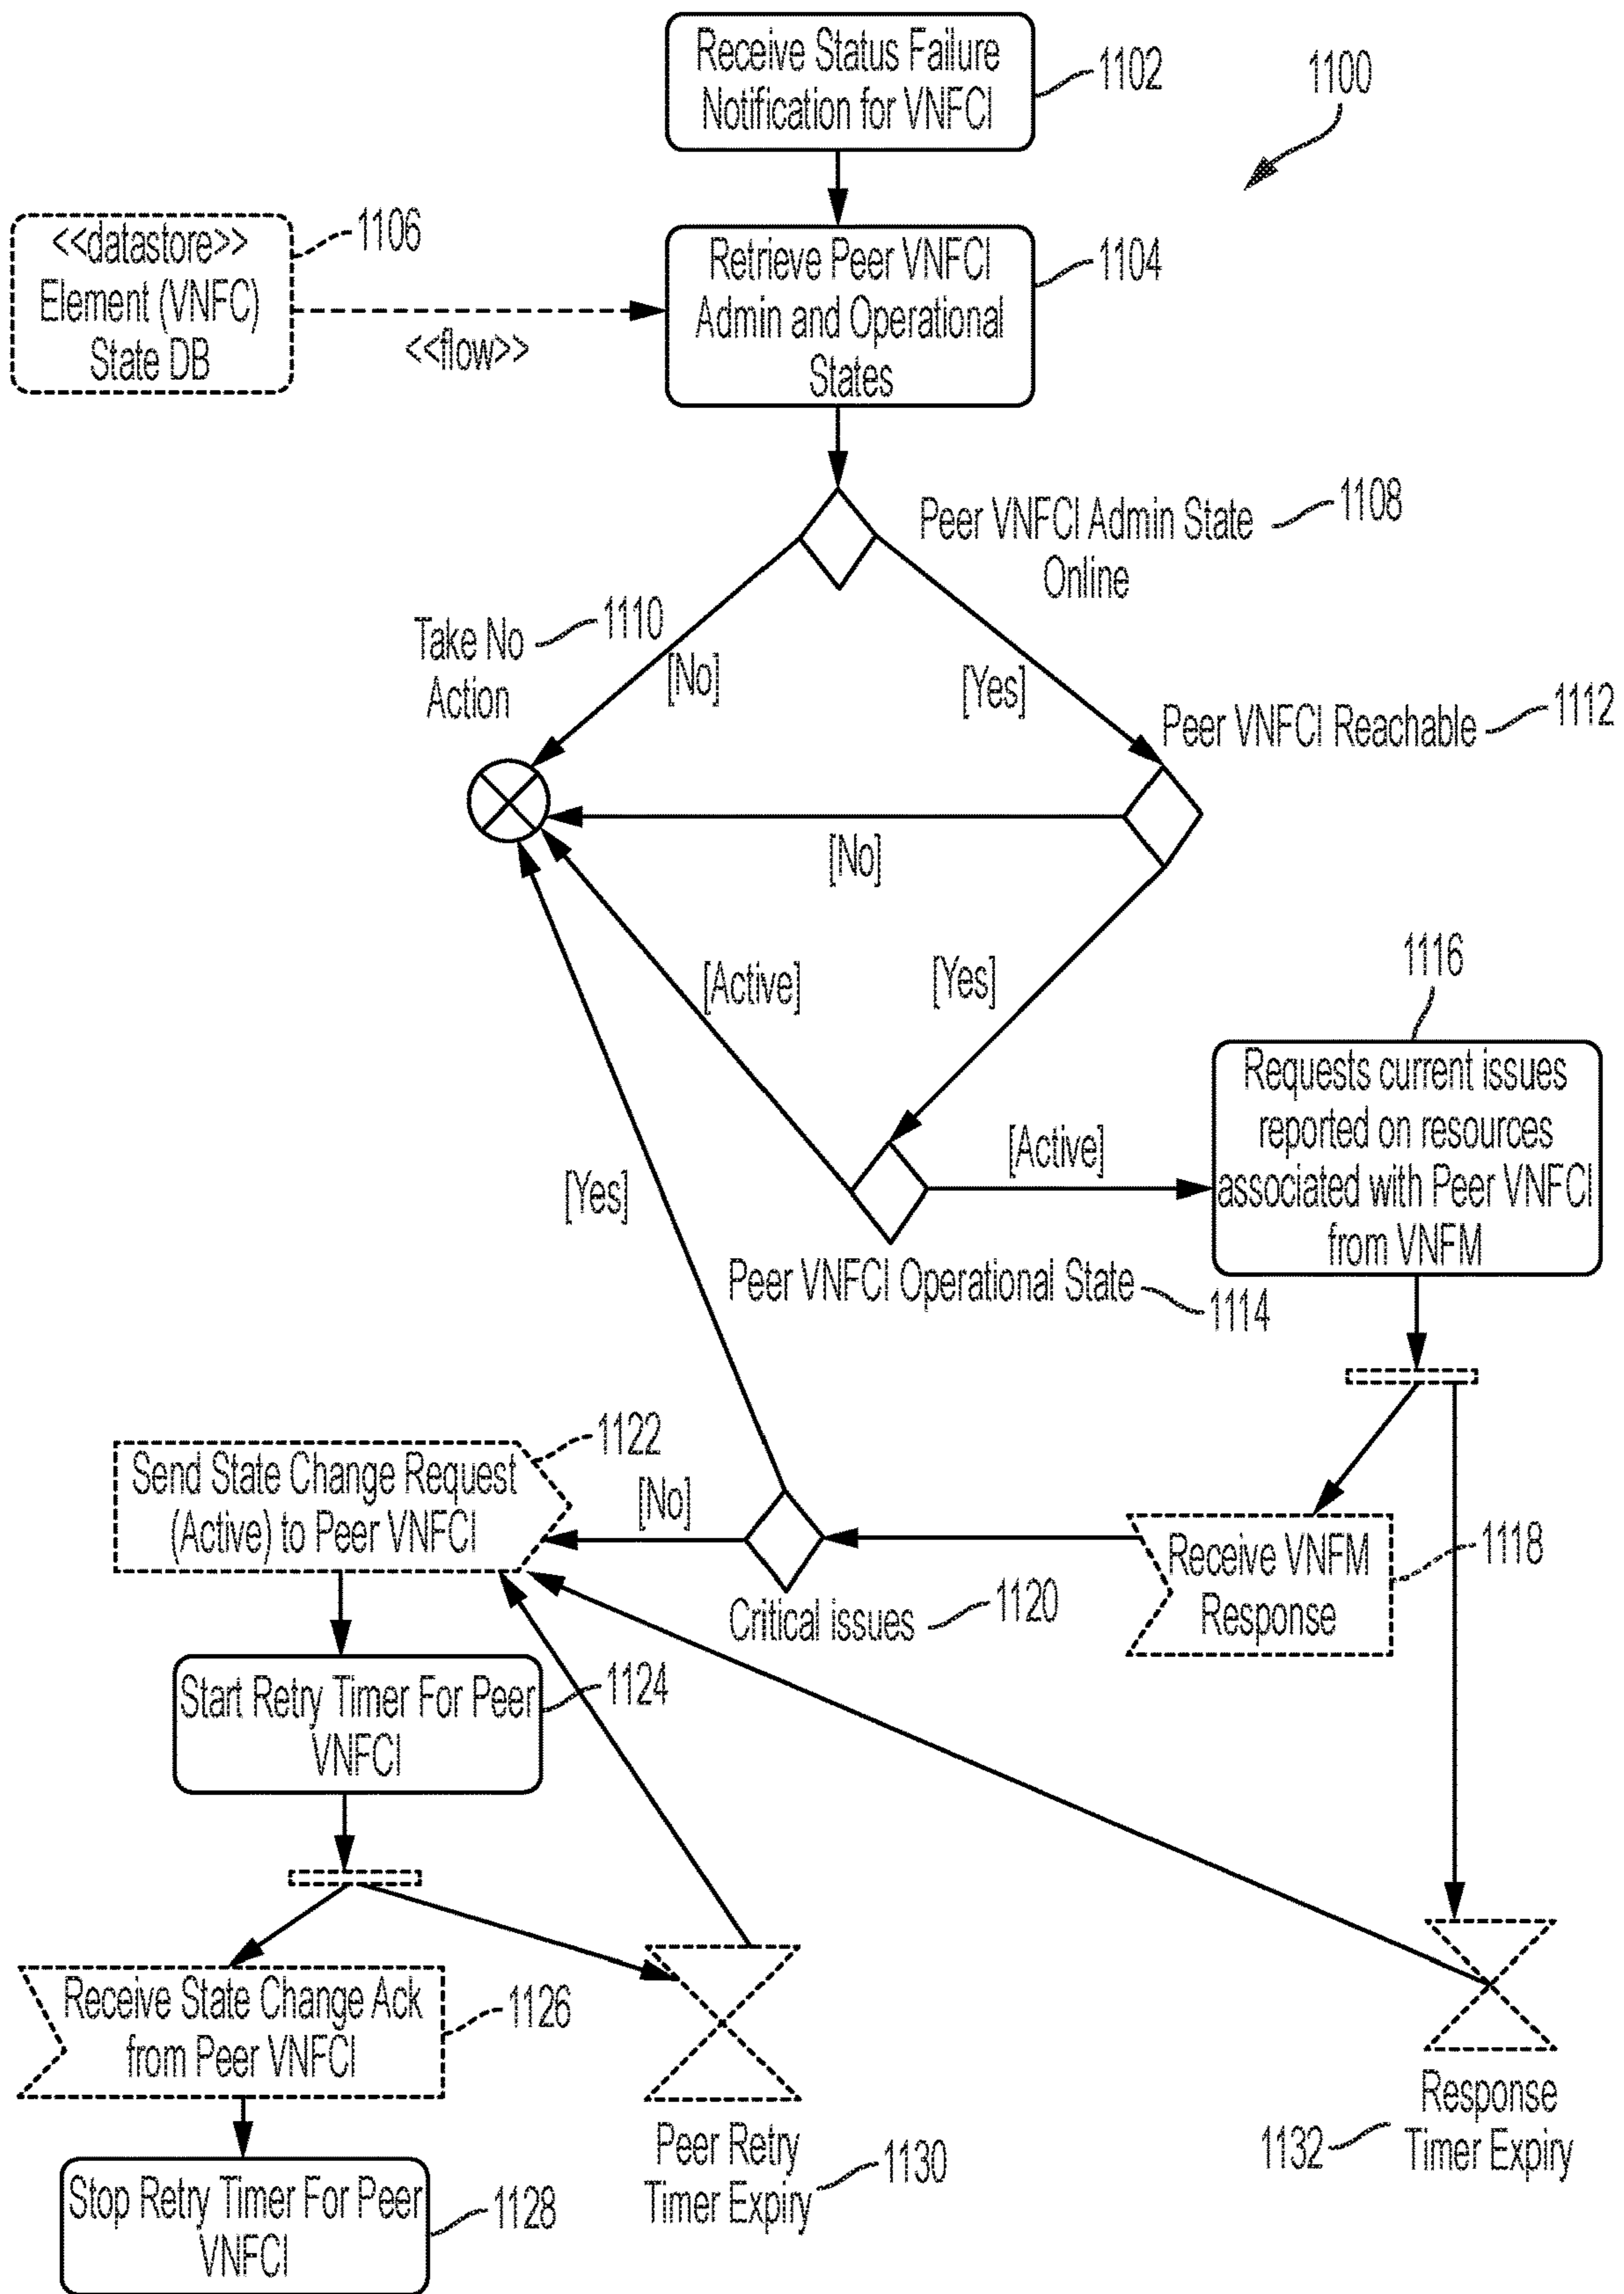 Receive Status Failure
Notification for VNFCI
1102
1100
<<datastore>>
Element (VNFC)
State DB
1106
<<flow>>
Retrieve Peer VNFCI
Admin and Operational
States
1104
Peer VNFCI Admin State
Online
1108
Take No
Action
1110
[No]
[Yes]
Peer VNFCI Reachable
1112
[No]
[Active]
[Yes]
1116
Requests current issues
reported on resources
associated with Peer VNFCI
from VNFM
[Active]
[Yes]
Peer VNFCI Operational State
1114
1122
Send State Change Request
(Active) to Peer VNFCI
[No]
Critical issues
1120
Receive VNFM
Response
1118
Start Retry Timer For Peer
VNFCI
1124
Receive State Change Ack
from Peer VNFCI
1126
Peer Retry
Timer Expiry
1130
Response
Timer Expiry
1132
Stop Retry Timer For Peer
VNFCI
1128